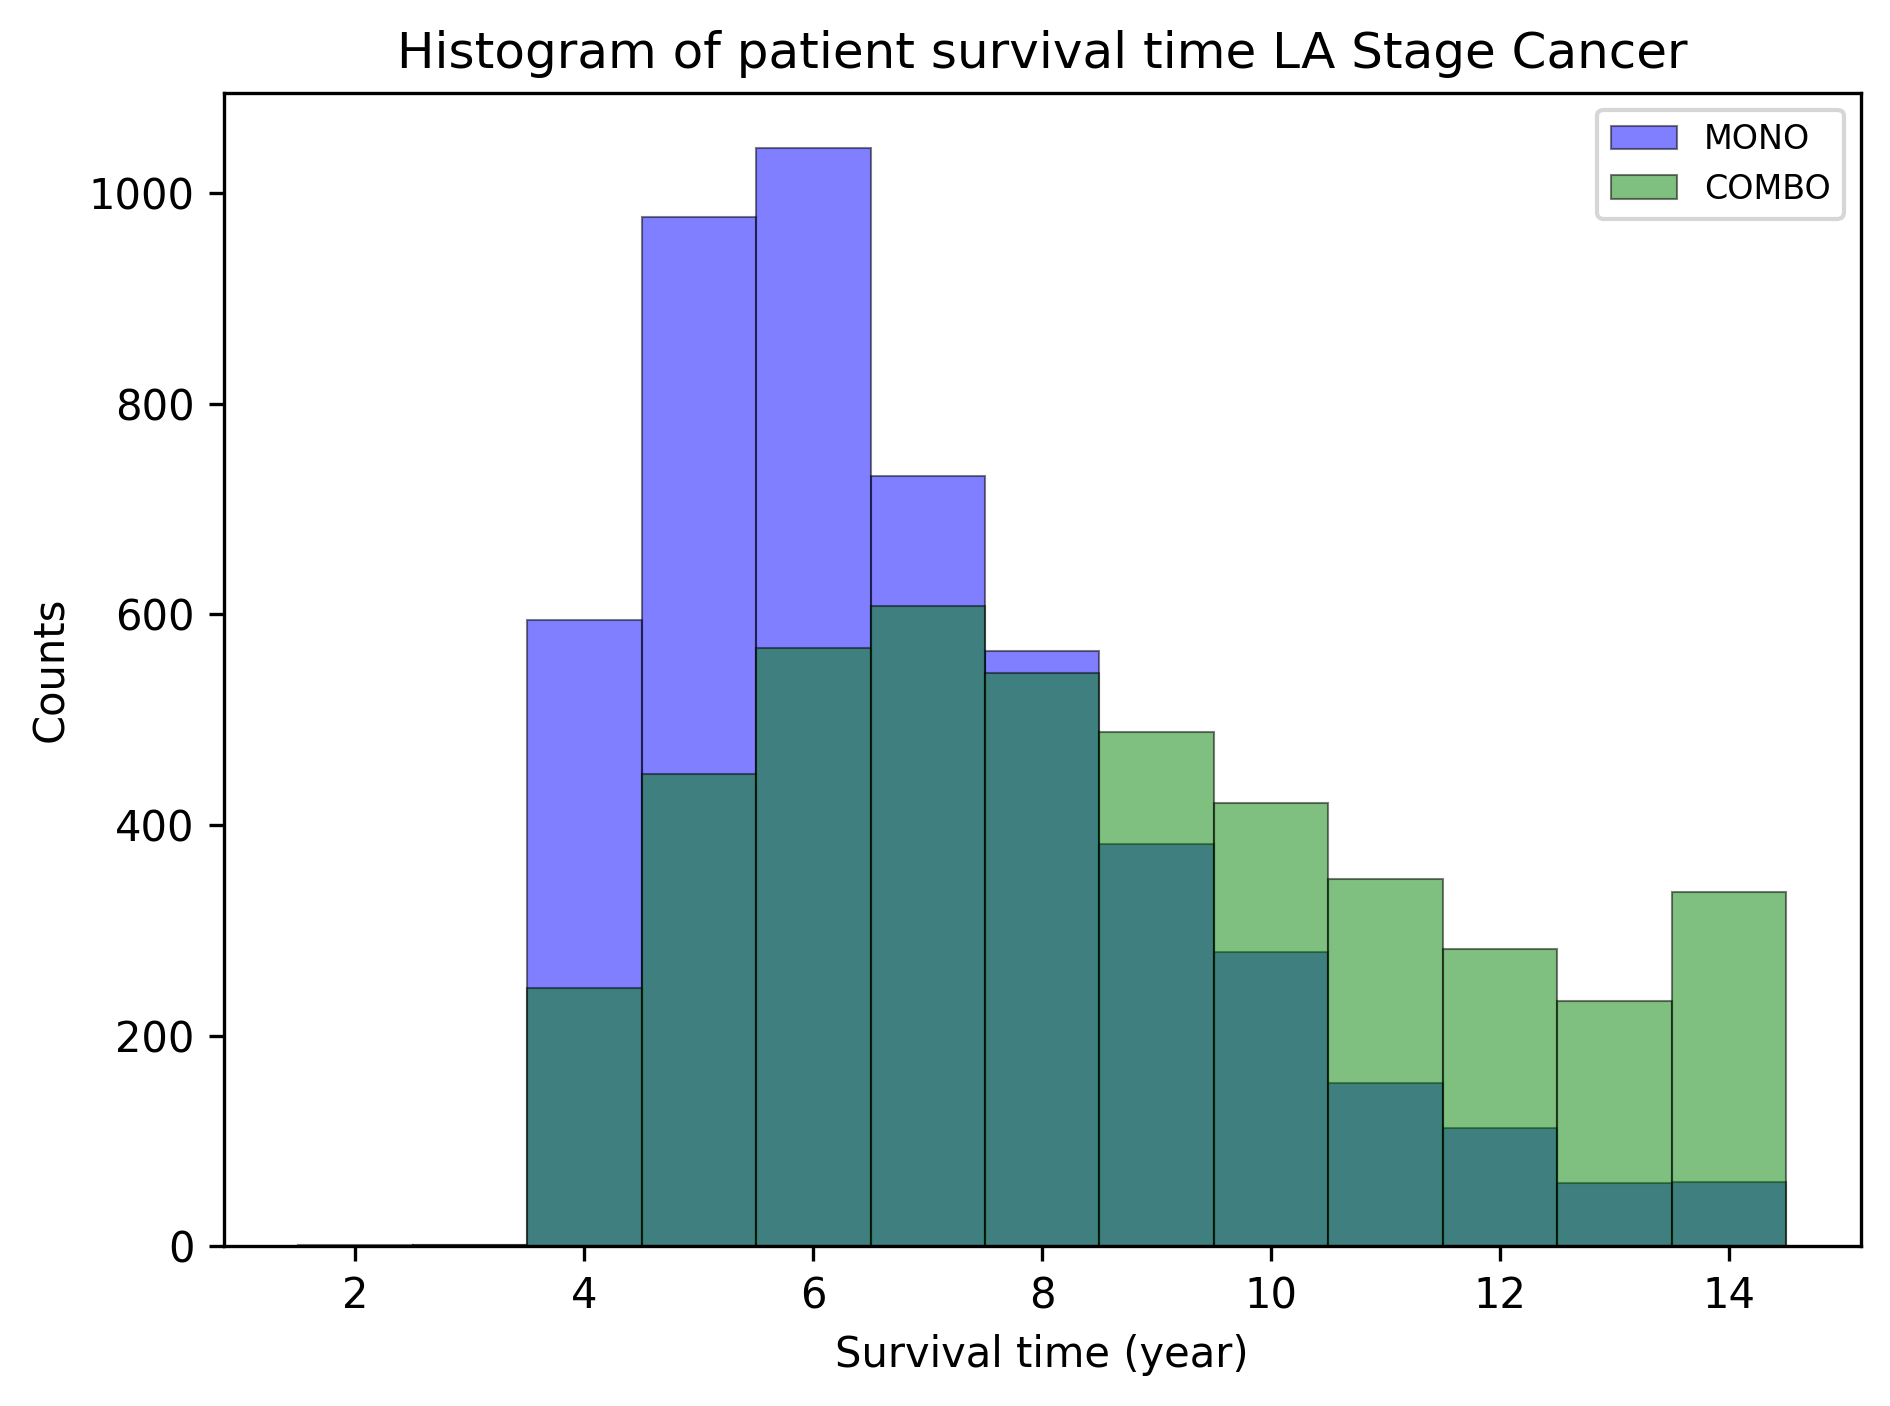 Histogram of patient survival time LA Stage Cancer
MONO
COMBO
1000
800
600
400
200
0
Counts
2 4 6 8 10 12 14
Survival time (year)